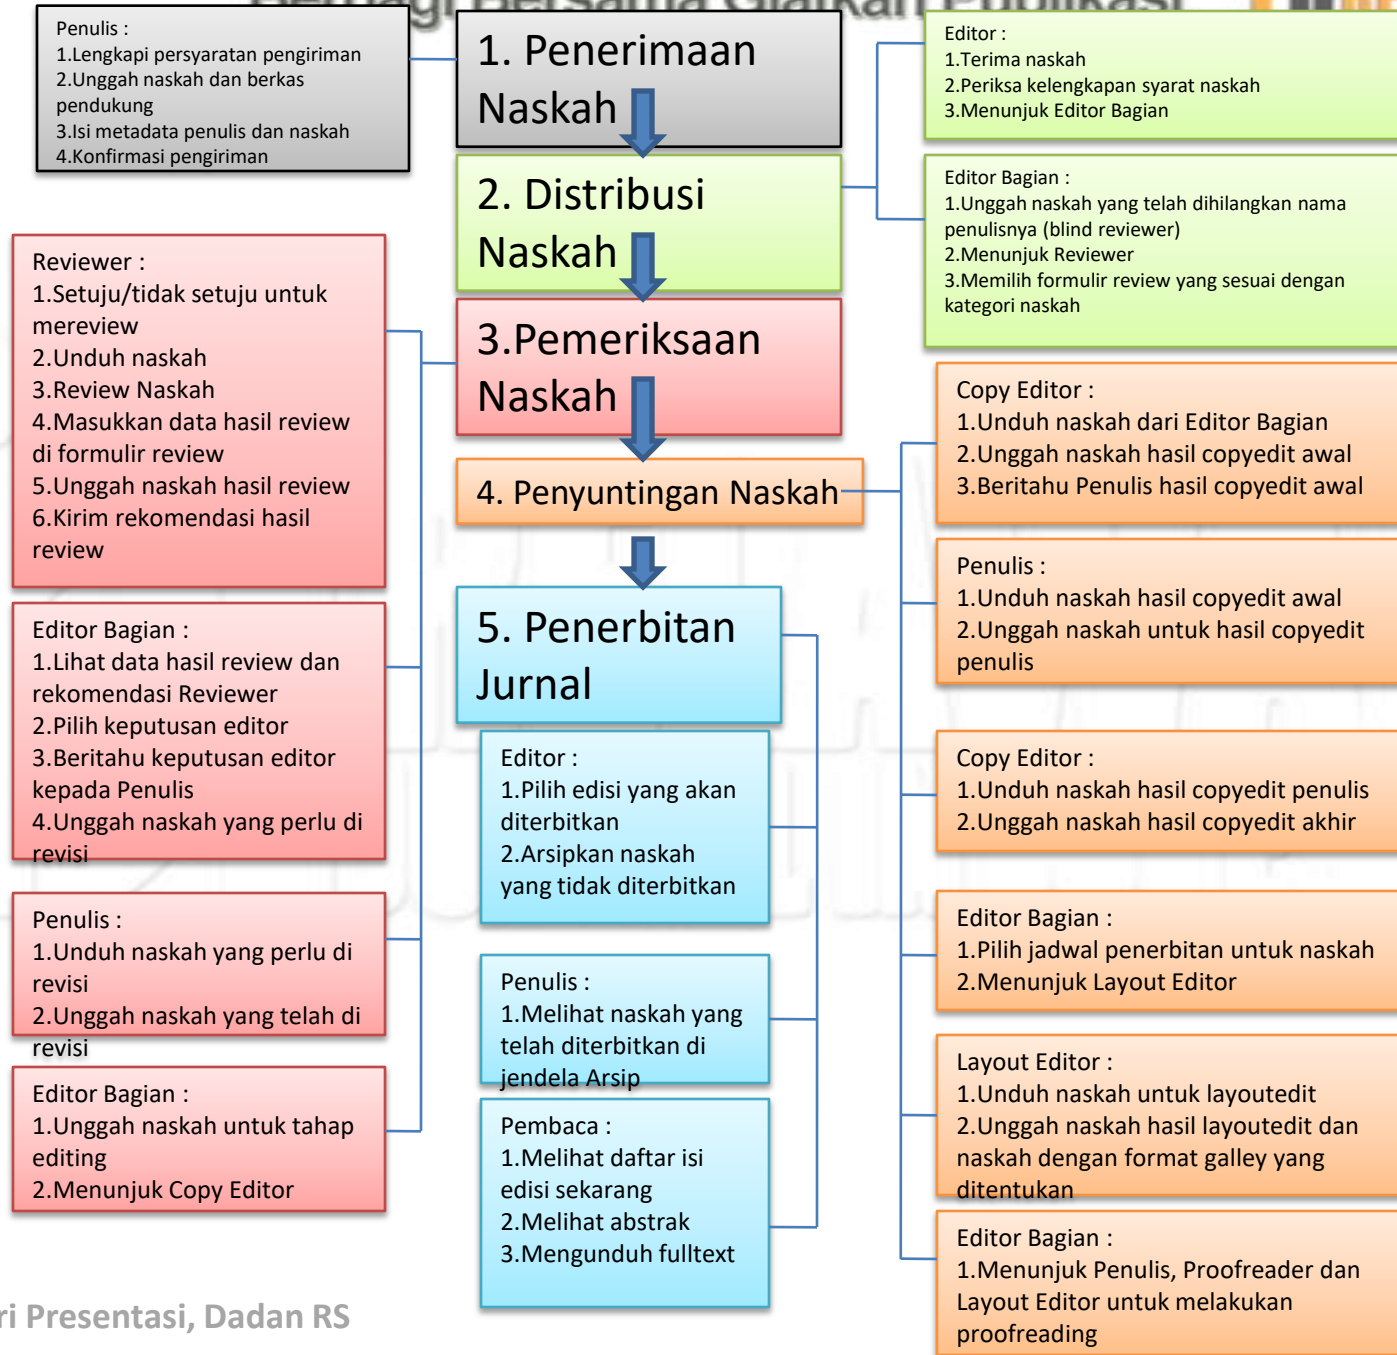 Berbagi Bersama Giatkan Publikasi
Penulis :
1.Lengkapi persyaratan pengiriman
2.Unggah naskah dan berkas
pendukung
3.Isi metadata penulis dan naskah
4.Konfirmasi pengiriman
1. Penerimaan
Naskah
Editor :
1.Terima naskah
2.Periksa kelengkapan syarat naskah
3.Menunjuk Editor Bagian
2. Distribusi
Naskah
Editor Bagian :
1.Unggah naskah yang telah dihilangkan nama
penulisnya (blind reviewer)
2.Menunjuk Reviewer
3.Memilih formulir review yang sesuai dengan
kategori naskah
3.Pemeriksaan
Naskah
Reviewer :
1.Setuju/tidak setuju untuk
mereview
2.Unduh naskah
3.Review Naskah
4.Masukkan data hasil review
di formulir review
5.Unggah naskah hasil review
6.Kirim rekomendasi hasil
review
Editor Bagian :
1.Lihat data hasil review dan
rekomendasi Reviewer
2.Pilih keputusan editor
3.Beritahu keputusan editor
kepada Penulis
4.Unggah naskah yang perlu di
revisi
Penulis :
1.Unduh naskah yang perlu di
revisi
2.Unggah naskah yang telah di
revisi
Editor Bagian :
1.Unggah naskah untuk tahap
editing
2.Menunjuk Copy Editor
4. Penyuntingan Naskah
Copy Editor :
1.Unduh naskah dari Editor Bagian
2.Unggah naskah hasil copyedit awal
3.Beritahu Penulis hasil copyedit awal
Penulis :
1.Unduh naskah hasil copyedit awal
2.Unggah naskah untuk hasil copyedit
penulis
Copy Editor :
1.Unduh naskah hasil copyedit penulis
2.Unggah naskah hasil copyedit akhir
Editor Bagian :
1.Pilih jadwal penerbitan untuk naskah
2.Menunjuk Layout Editor
Layout Editor :
1.Unduh naskah untuk layoutedit
2.Unggah naskah hasil layoutedit dan
naskah dengan format galley yang
ditentukan
Editor Bagian :
1.Menunjuk Penulis, Proofreader dan
Layout Editor untuk melakukan
proofreading
5. Penerbitan
Jurnal
Editor :
1.Pilih edisi yang akan
diterbitkan
2.Arsipkan naskah
yang tidak diterbitkan
Penulis :
1.Melihat naskah yang
telah diterbitkan di
jendela Arsip
Pembaca :
1.Melihat daftar isi
edisi sekarang
2.Melihat abstrak
3.Mengunduh fulltext
ri Presentasi, Dadan RS